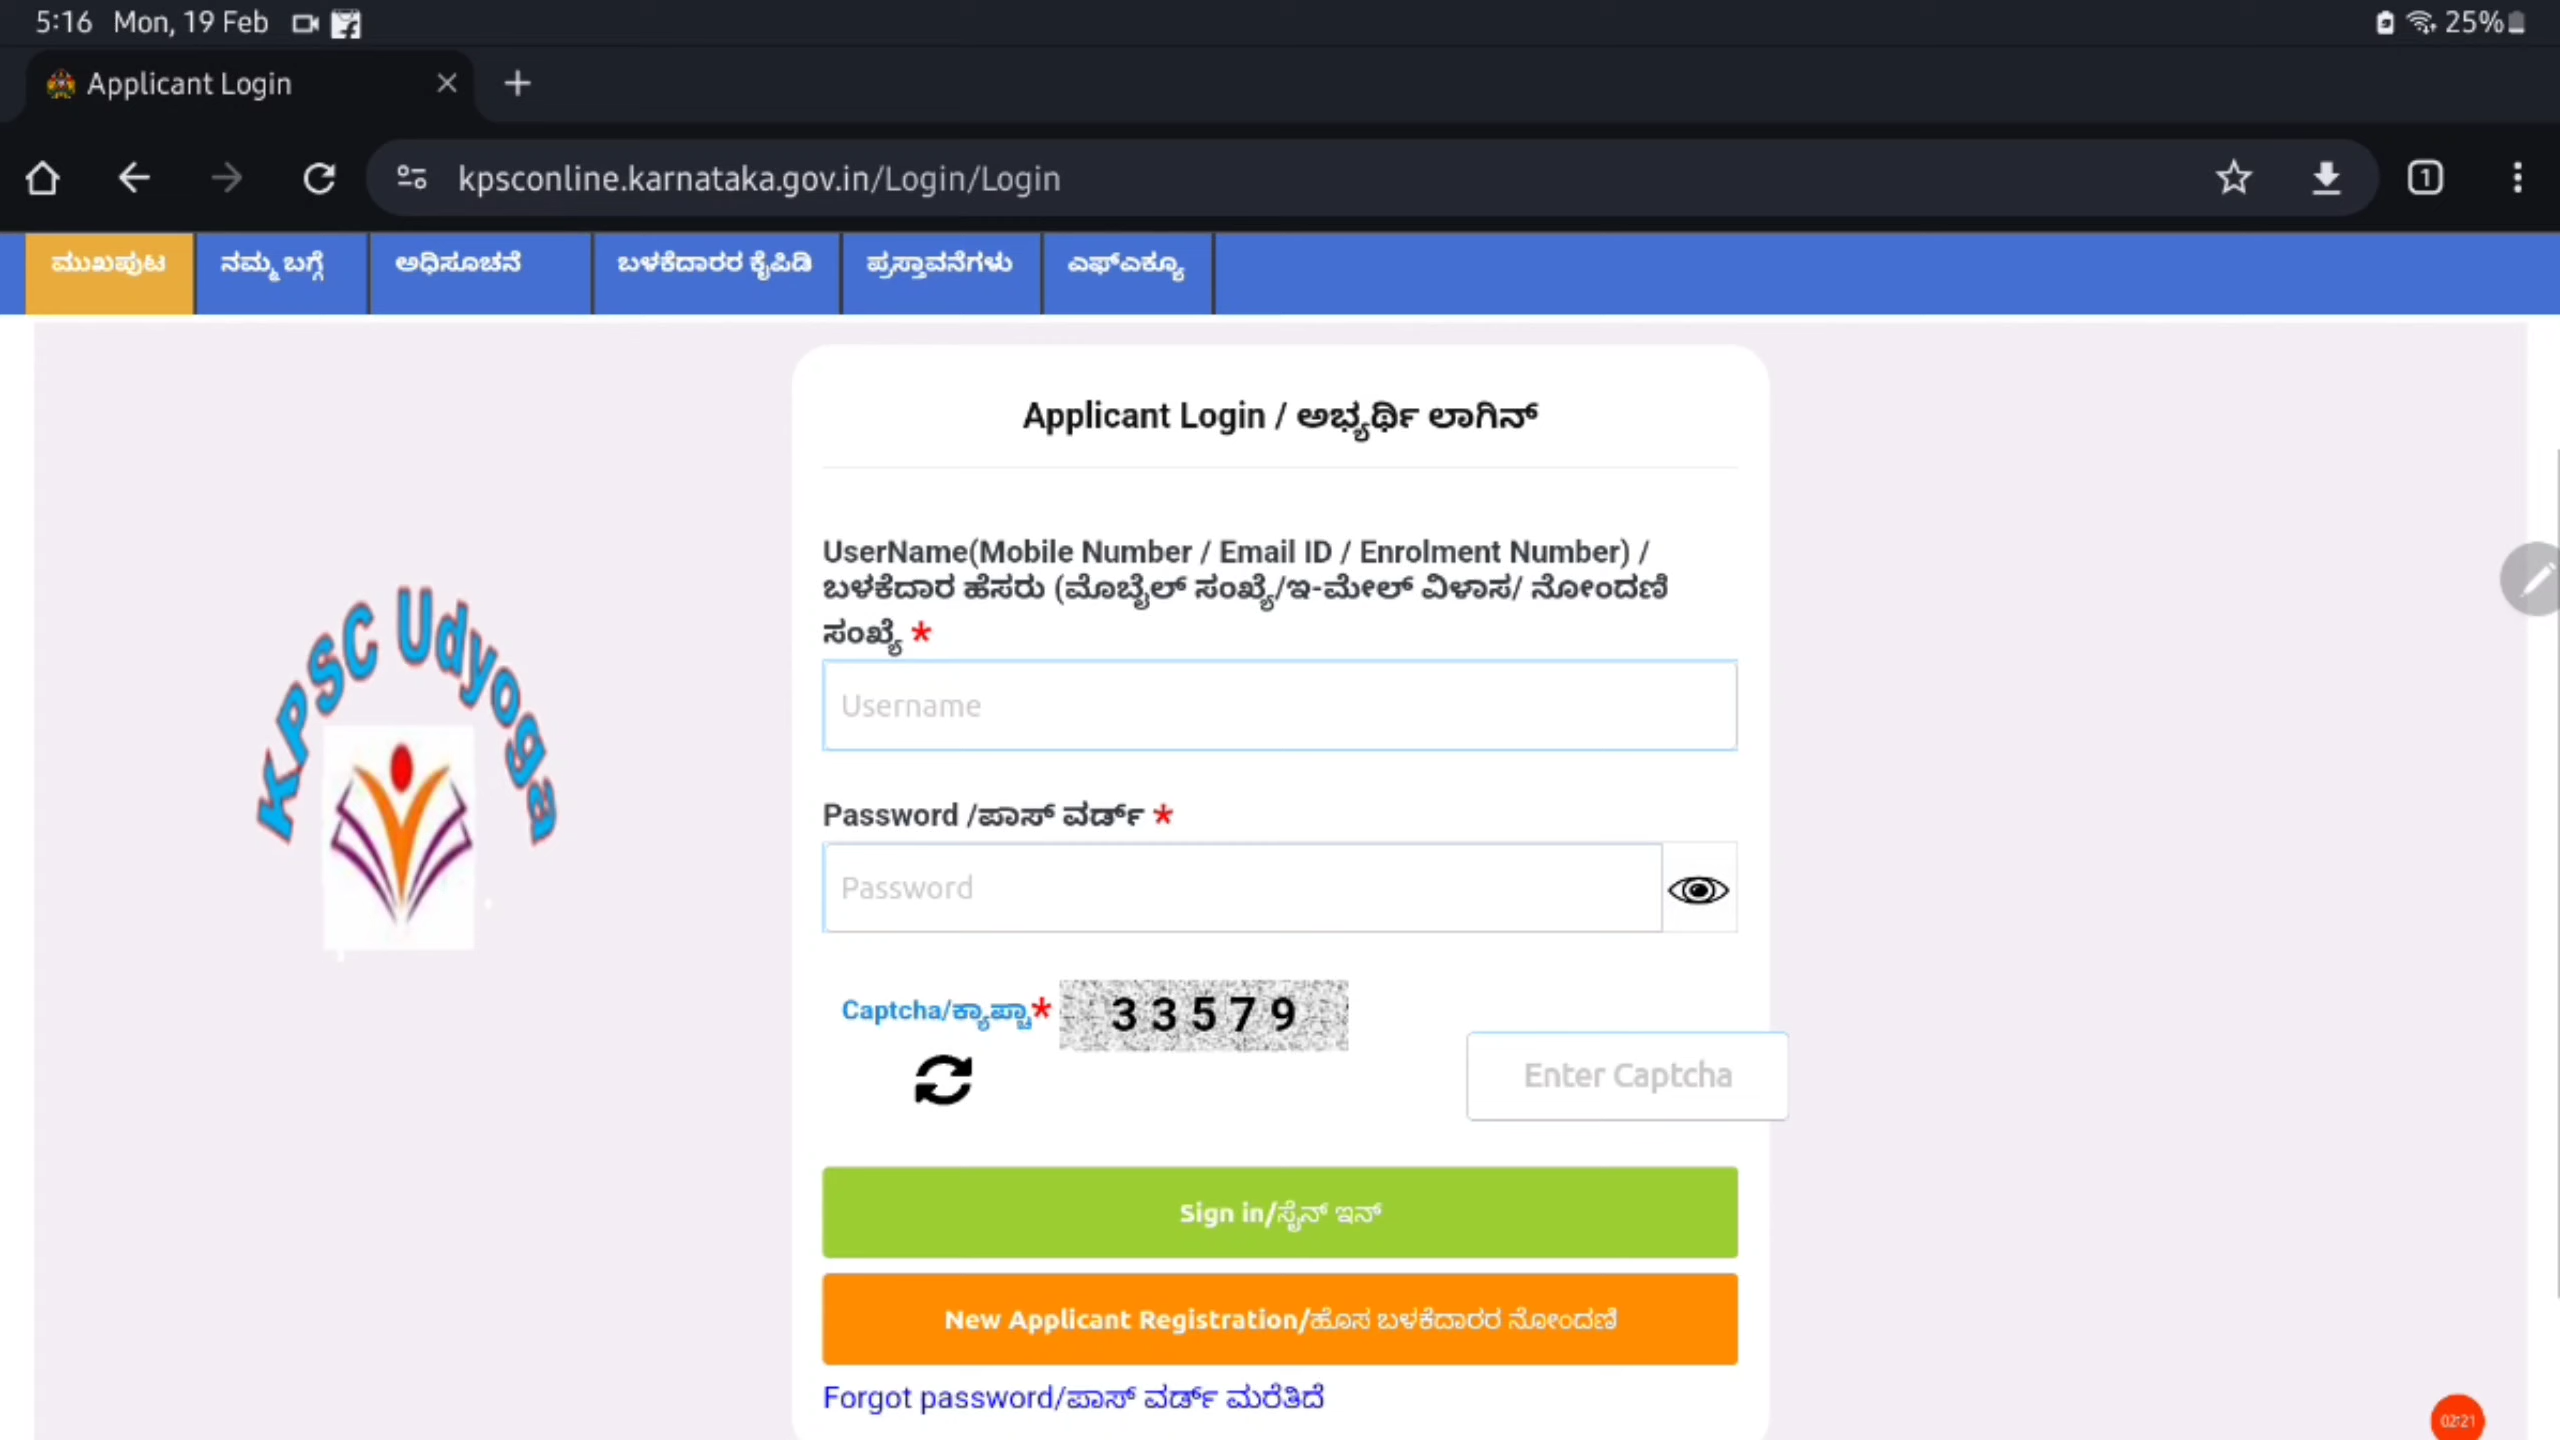 5:16 Mon, 19 Feb
25%
Applicant Login
kpsconline.karnataka.gov.in/Login/Login
1
ಮುಖಪುಟ ನಮ್ಮ ಬಗ್ಗೆ ಅಧಿಸೂಚನೆ ಬಳಕೆದಾರರ ಕೈಪಿಡಿ ಪ್ರಸ್ತಾವನೆಗಳು ಎಫ್ಎಕ್ಯೂ
KPSC Udyoga
Applicant Login / ಅಭ್ಯರ್ಥಿ ಲಾಗಿನ್
UserName(Mobile Number / Email ID / Enrolment Number) /
ಬಳಕೆದಾರ ಹೆಸರು (ಮೊಬೈಲ್ ಸಂಖ್ಯೆ/ಇ-ಮೇಲ್ ವಿಳಾಸ/ ನೋಂದಣಿ
ಸಂಖ್ಯೆ *
Username
Password /ಪಾಸ್ ವರ್ಡ್ *
Password
Captcha/ಕ್ಯಾಪ್ಚಾ* 33579
Enter Captcha
Sign in/ಸೈನ್ ಇನ್
New Applicant Registration/ಹೊಸ ಬಳಕೆದಾರರ ನೋಂದಣಿ
Forgot password/ಪಾಸ್ ವರ್ಡ್ ಮರೆತಿದೆ
02:21